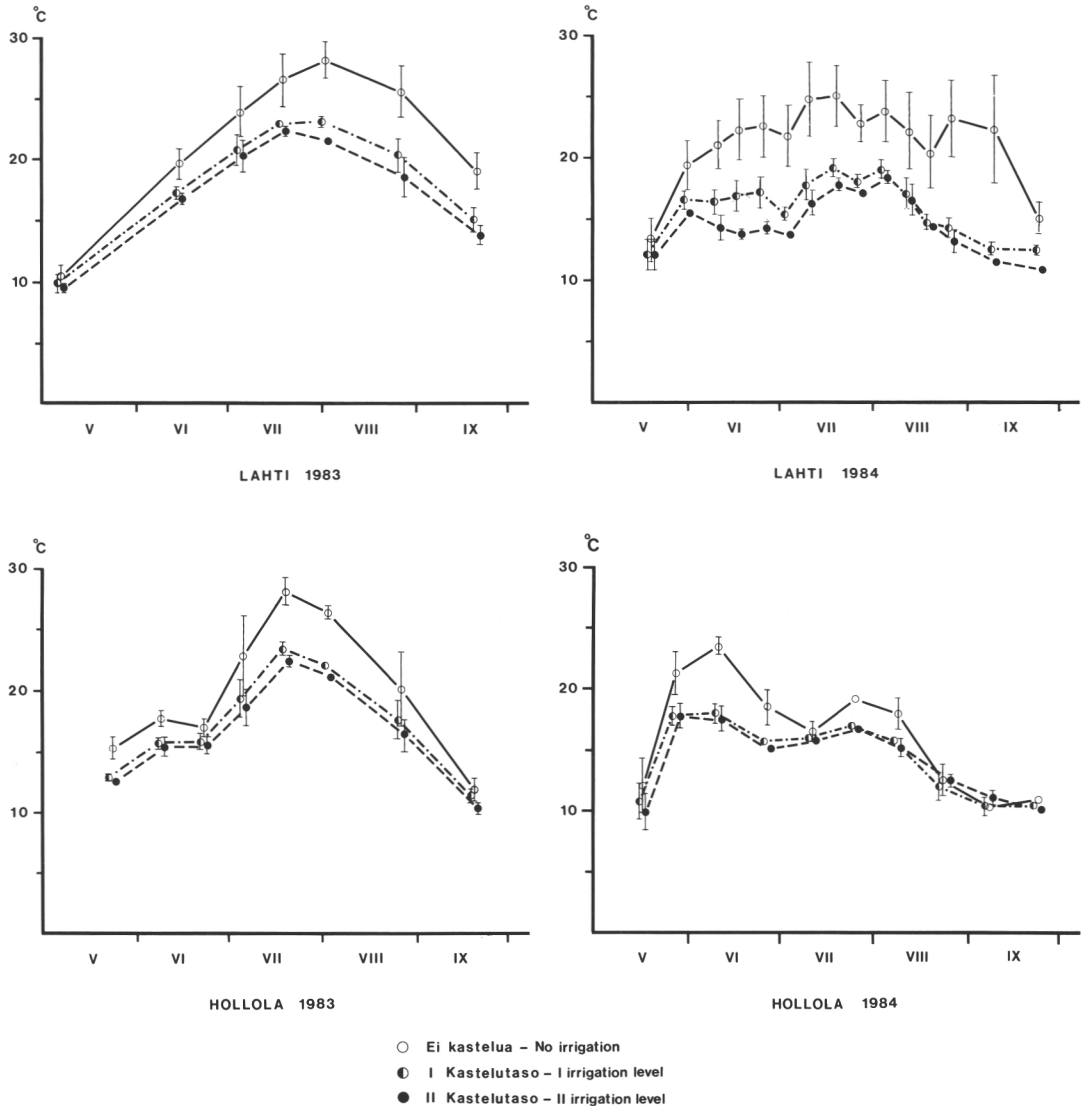 °C
30
20
10
V VI VII VIII IX
LAHTI 1983
°C
30
20
10
V VI VII VIII IX
LAHTI 1984
°C
30
20
10
V VI VII VIII IX
HOLLOLA 1983
°C
30
20
10
V VI VII VIII IX
HOLLOLA 1984
Ei kastelua – No irrigation
I Kastelutaso – I irrigation level
II Kastelutaso – II irrigation level